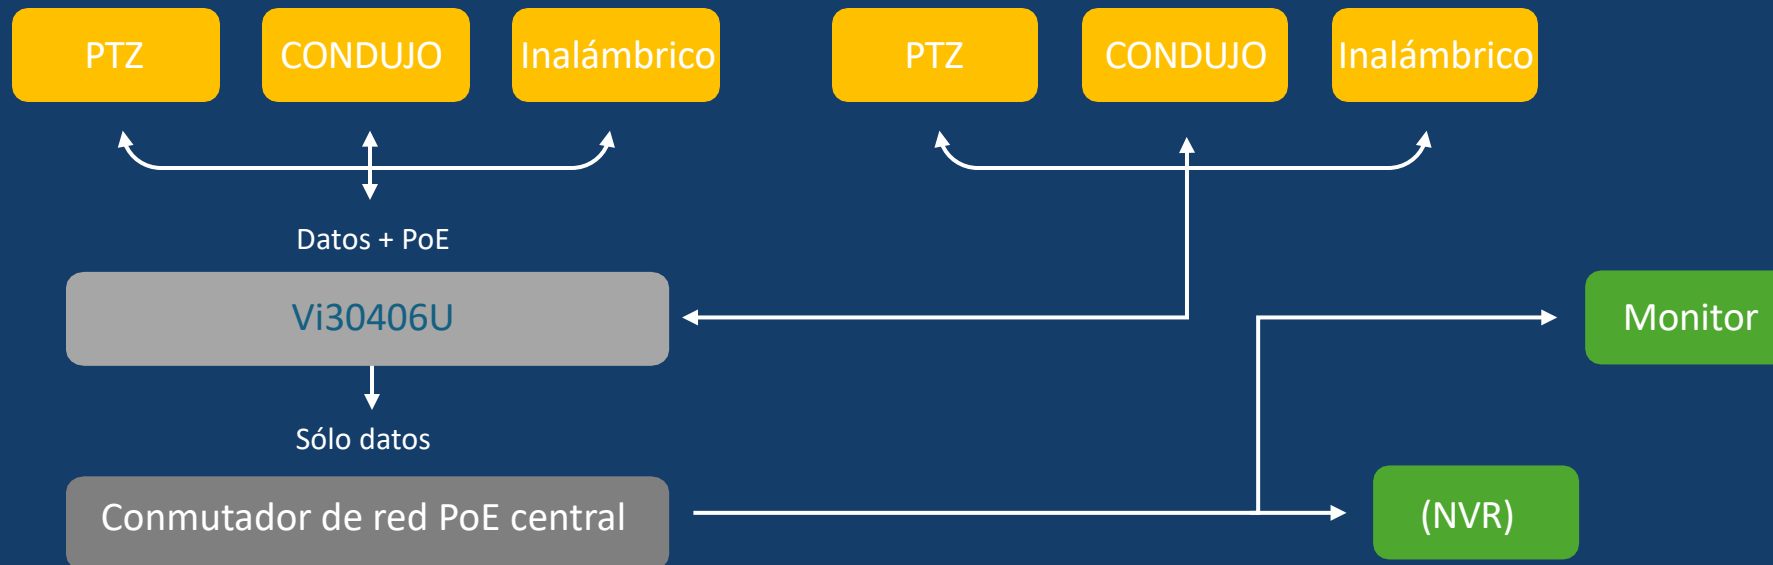 PTZ
CONDUJO
Inalámbrico
PTZ
CONDUJO
Inalámbrico
Datos + PoE
Vi30406U
Monitor
Sólo datos
Conmutador de red PoE central
(NVR)